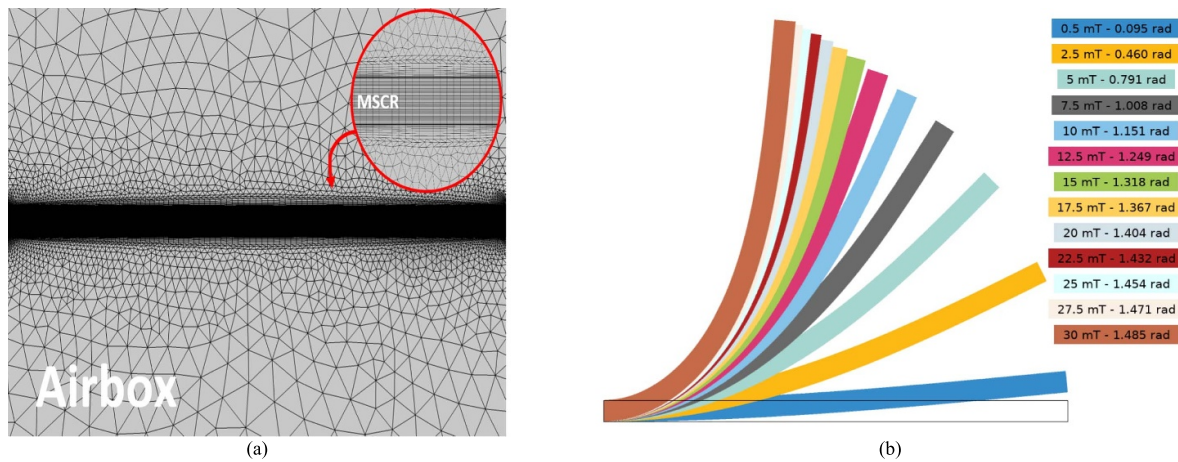 MSCR
Airbox
(a)
0.5 mT - 0.095 rad
2.5 mT - 0.460 rad
5 mT - 0.791 rad
7.5 mT - 1.008 rad
10 mT - 1.151 rad
12.5 mT - 1.249 rad
15 mT - 1.318 rad
17.5 mT - 1.367 rad
20 mT - 1.404 rad
22.5 mT - 1.432 rad
25 mT - 1.454 rad
27.5 mT - 1.471 rad
30 mT - 1.485 rad
(b)